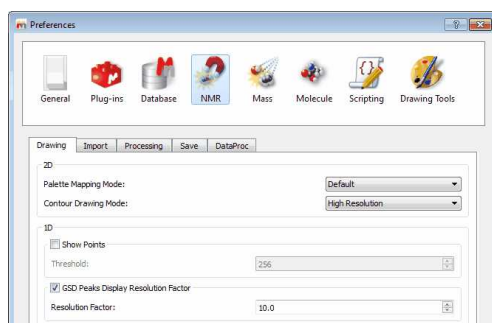 Preferences
General Plug-ins Database NMR Mass Molecule Scripting Drawing Tools
Drawing Import Processing Save DataProc
2D
Palette Mapping Mode: Default
Contour Drawing Mode: High Resolution
1D
Show Points
Threshold: 256
GSD Peaks Display Resolution Factor
Resolution Factor: 10.0